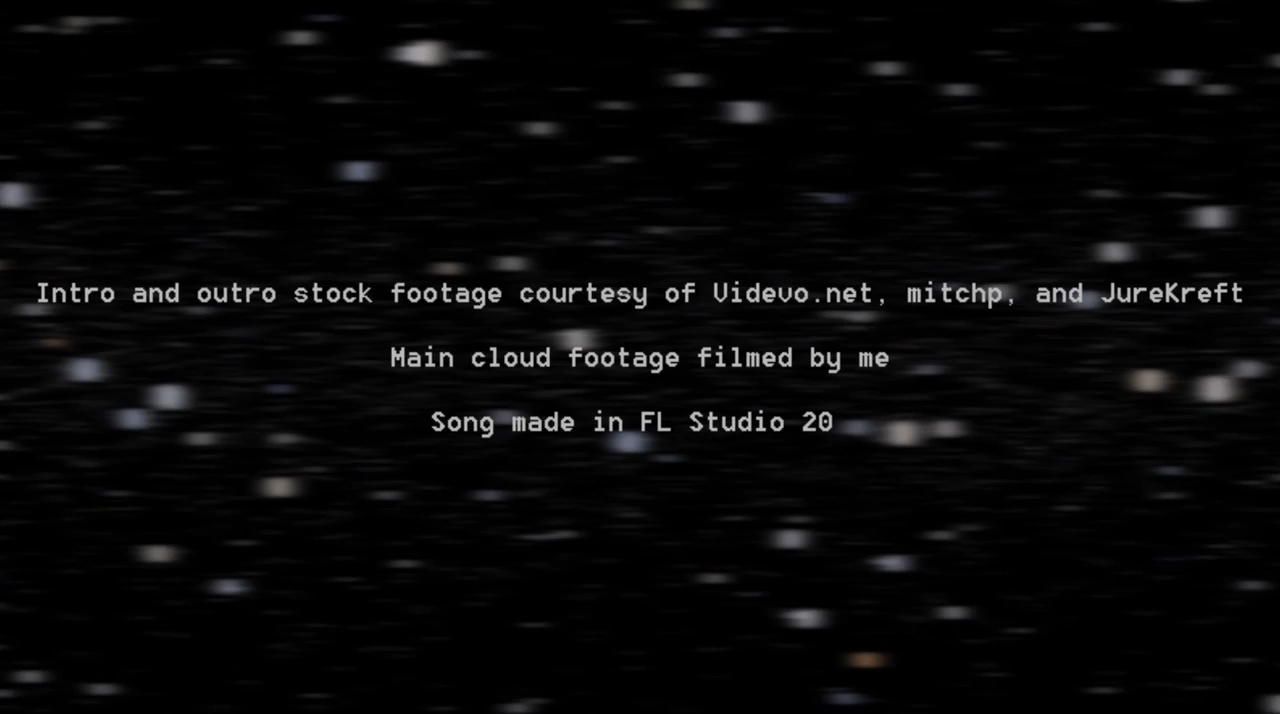 Intro and outro stock footage courtesy of Videvo.net, mitchp, and JureKreft
Main cloud footage filmed by me
Song made in FL Studio 20